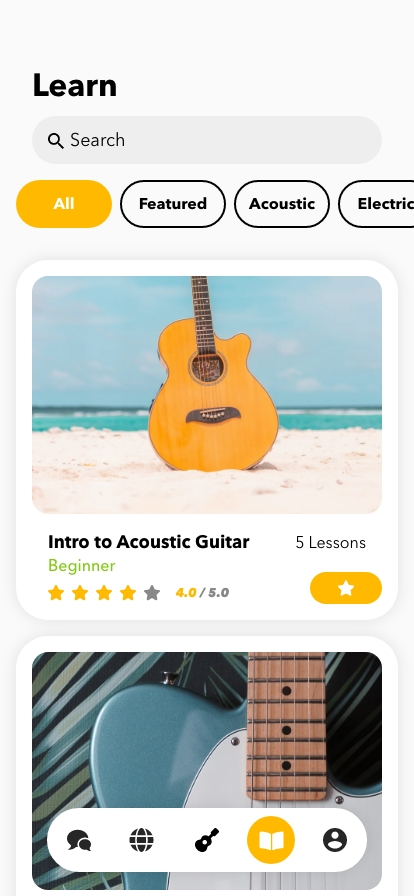 Learn
Search
All Featured Acoustic Electric
Intro to Acoustic Guitar 5 Lessons
Beginner
4.0 / 5.0